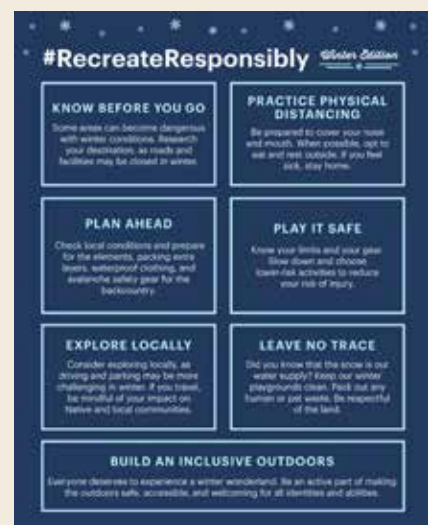 #RecreateResponsibly Winter Edition
KNOW BEFORE YOU GO
Some areas can become dangerous
with winter conditions. Research
your destination, as roads and
facilities may be closed in winter.
PRACTICE PHYSICAL
DISTANCING
Be prepared to cover your nose
and mouth. When possible, opt to
eat and rest outside. If you feel
sick, stay home.
PLAN AHEAD
Check local conditions and prepare
for the elements, packing extra
layers, waterproof clothing, and
avalanche safety gear for the
backcountry.
PLAY IT SAFE
Know your limits and your gear.
Slow down and choose
lower-risk activities to reduce
your risk of injury.
EXPLORE LOCALLY
Consider exploring locally, as
driving and parking may be more
challenging in winter. If you travel,
be mindful of your impact on
Native and local communities.
LEAVE NO TRACE
Did you know that the snow is our
water supply? Keep our winter
playgrounds clean. Pack out any
human or pet waste. Be respectful
of the land.
BUILD AN INCLUSIVE OUTDOORS
Everyone deserves to experience a winter wonderland. Be an active part of making
the outdoors safe, accessible, and welcoming for all identities and abilities.